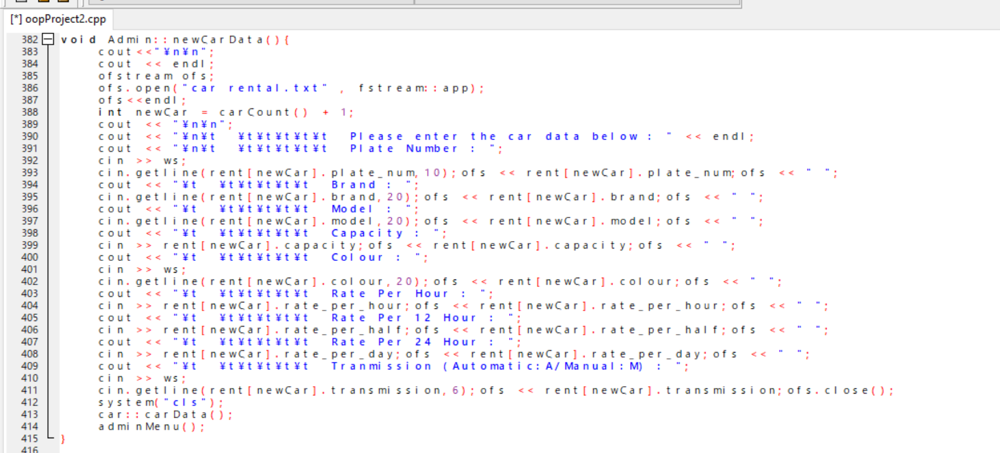 [*] oopProject2.cpp
382 void Admin::newCarData(){
383 cout<<"¥n¥n";
384 cout << endl;
385 ofstream ofs;
386 ofs.open("car rental.txt" , fstream::app);
387 ofs<<endl;
388 int newCar = carCount() + 1;
389 cout << "¥n¥n";
390 cout << "¥n¥t ¥t¥t¥t¥t¥t Please enter the car data below : " << endl;
391 cout << "¥n¥t ¥t¥t¥t¥t¥t Plate Number : ";
392 cin >> ws;
393 cin.getline(rent[newCar].plate_num,10);ofs << rent[newCar].plate_num;ofs << " ";
394 cout << "¥t ¥t¥t¥t¥t¥t Brand : ";
395 cin.getline(rent[newCar].brand,20);ofs << rent[newCar].brand;ofs << " ";
396 cout << "¥t ¥t¥t¥t¥t¥t Model : ";
397 cin.getline(rent[newCar].model,20);ofs << rent[newCar].model;ofs << " ";
398 cout << "¥t ¥t¥t¥t¥t¥t Capacity : ";
399 cin >> rent[newCar].capacity;ofs << rent[newCar].capacity;ofs << " ";
400 cout << "¥t ¥t¥t¥t¥t¥t Colour : ";
401 cin >> ws;
402 cin.getline(rent[newCar].colour,20);ofs << rent[newCar].colour;ofs << " ";
403 cout << "¥t ¥t¥t¥t¥t¥t Rate Per Hour : ";
404 cin >> rent[newCar].rate_per_hour;ofs << rent[newCar].rate_per_hour;ofs << " ";
405 cout << "¥t ¥t¥t¥t¥t¥t Rate Per 12 Hour : ";
406 cin >> rent[newCar].rate_per_half;ofs << rent[newCar].rate_per_half;ofs << " ";
407 cout << "¥t ¥t¥t¥t¥t¥t Rate Per 24 Hour : ";
408 cin >> rent[newCar].rate_per_day;ofs << rent[newCar].rate_per_day;ofs << " ";
409 cout << "¥t ¥t¥t¥t¥t¥t Tranmission (Automatic:A/Manual:M) : ";
410 cin >> ws;
411 cin.getline(rent[newCar].transmission,6);ofs << rent[newCar].transmission;ofs.close();
412 system("cls");
413 car::carData();
414 adminMenu();
415 }
416